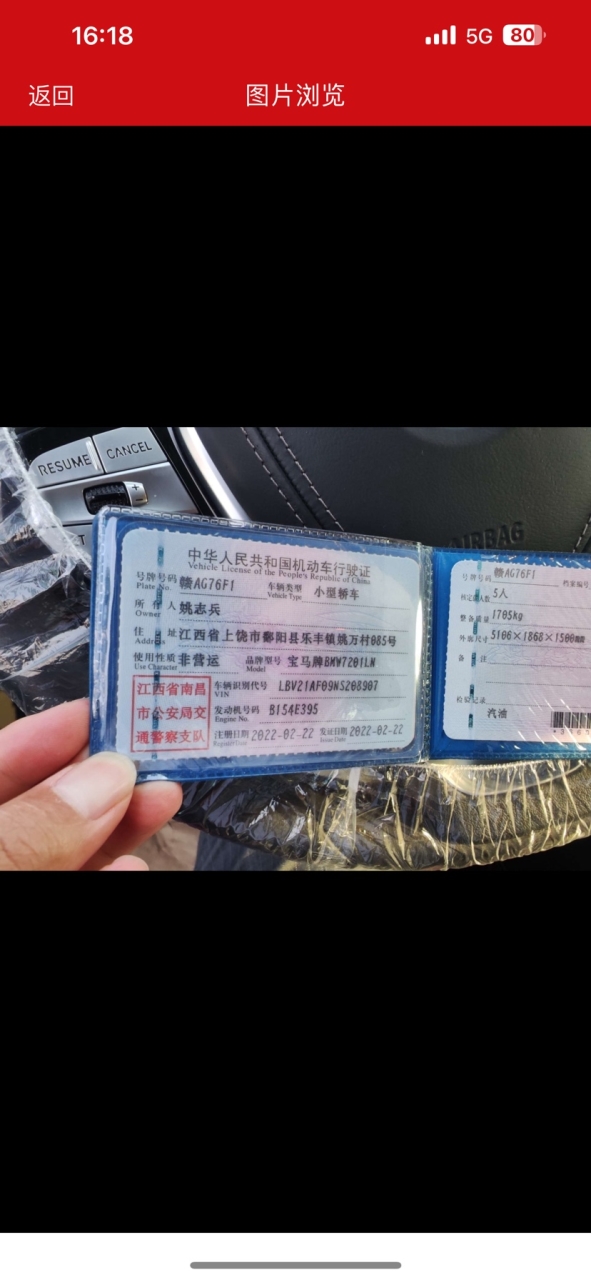 16:18
5G
80
返回
图片浏览
RESUME
CANCEL
+
AIRBAG
中华人民共和国机动车行驶证
Vehicle License of the People's Republic of China
号牌号码 赣AG76F1 车辆类型 小型轿车
Plate No. Vehicle Type
所有人 姚志兵
Owner
住址 江西省上饶市鄱阳县乐丰镇姚万村085号
Address
使用性质 非营运 品牌型号 宝马牌BMW7201LN
Use Character Model
江西省南昌
市公安局交
通警察支队
车辆识别代号 LBV21AF09NS208907
VIN
发动机号码 B154E395
Engine No.
注册日期 2022-02-22 发证日期 2022-02-22
Register Date Issue Date
号牌号码 赣AG76F1 档案编号
核定载人数 5人
整备质量 1705kg
外廓尺寸 5106×1868×1500mm
备注
检验记录
汽油